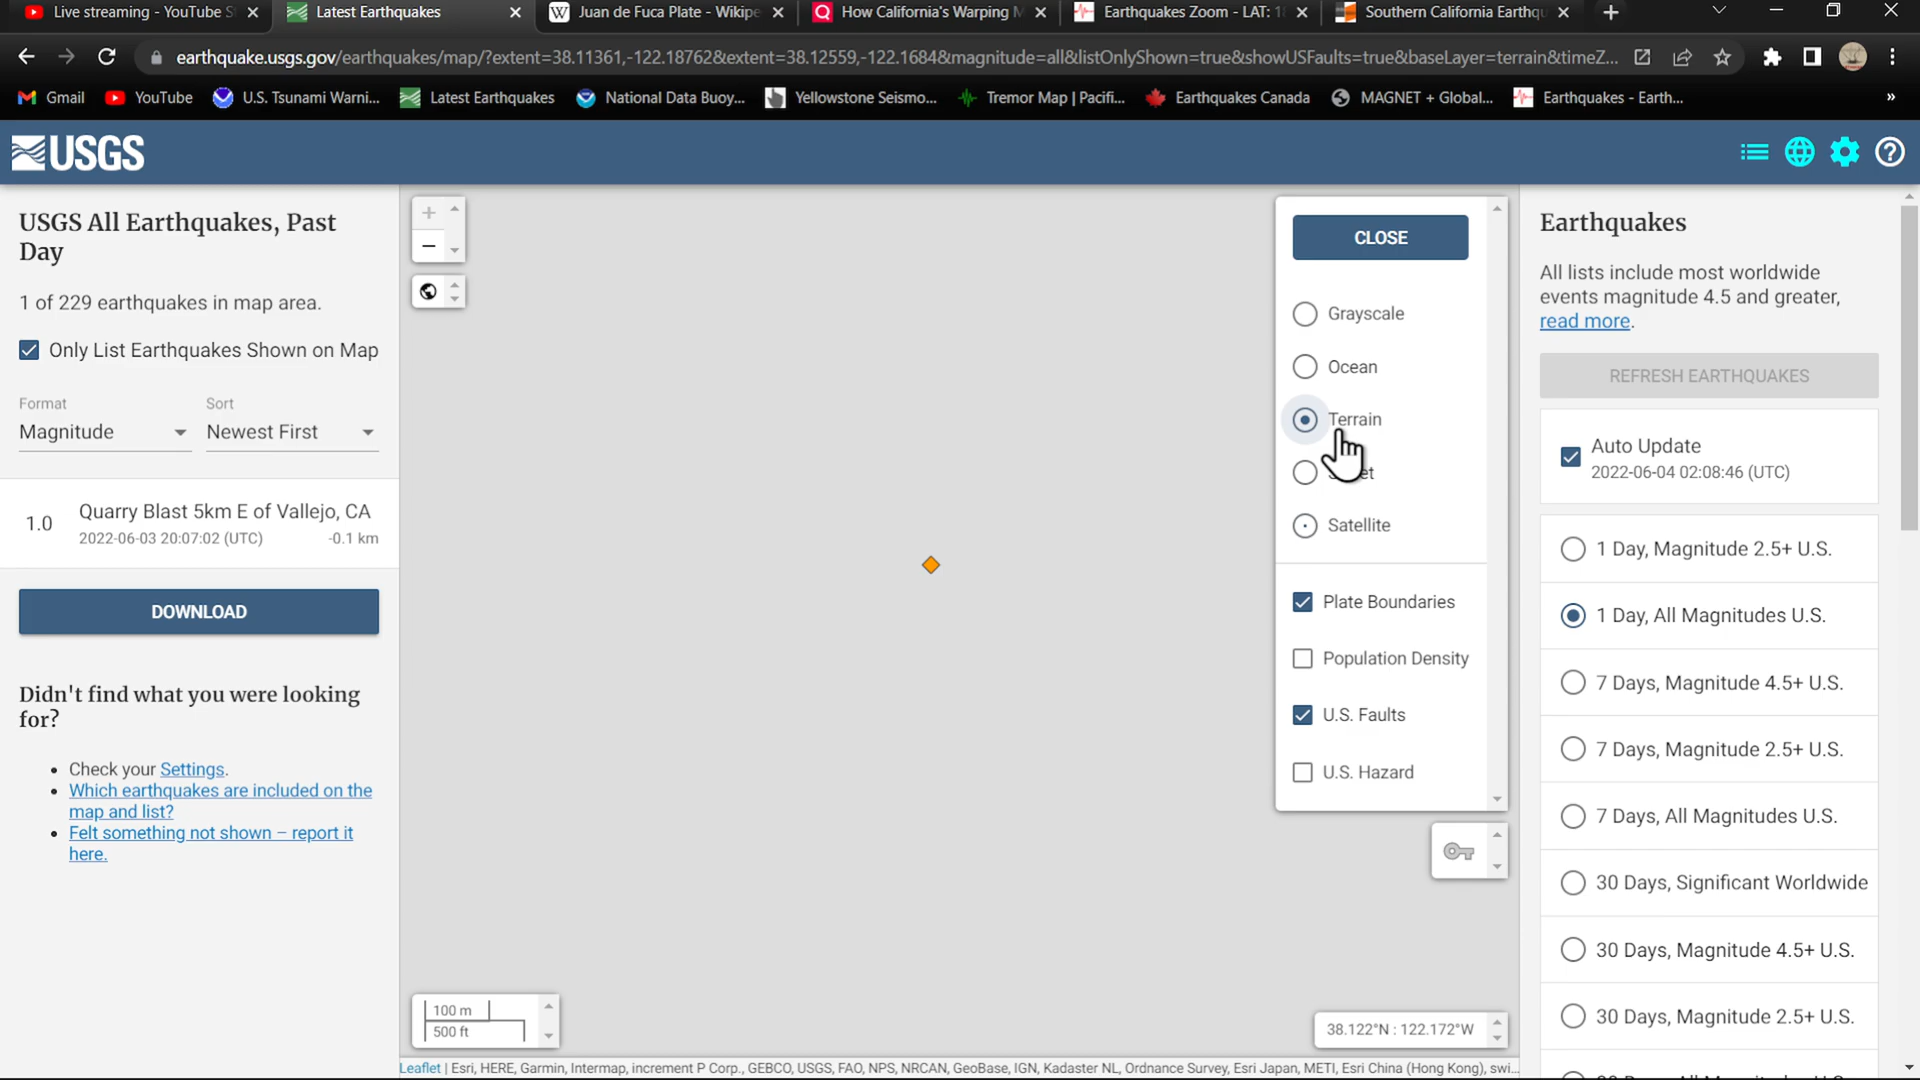 Live streaming - YouTube S
Latest Earthquakes
Juan de Fuca Plate - Wikipe
How California's Warping M
Earthquakes Zoom - LAT: 1
Southern California Earthqu
earthquake.usgs.gov/earthquakes/map/?extent=38.11361,-122.18762&extent=38.12559,-122.1684&magnitude=all&listOnlyShown=true&showUSFaults=true&baseLayer=terrain&timeZ...
Gmail
YouTube
U.S. Tsunami Warni...
Latest Earthquakes
National Data Buoy...
Yellowstone Seismo...
Tremor Map | Pacifi...
Earthquakes Canada
MAGNET + Global...
Earthquakes - Earth...
»
USGS
USGS All Earthquakes, Past
Day
1 of 229 earthquakes in map area.
Only List Earthquakes Shown on Map
Format
Sort
Magnitude
Newest First
1.0
Quarry Blast 5km E of Vallejo, CA
2022-06-03 20:07:02 (UTC)
-0.1 km
DOWNLOAD
Didn't find what you were looking
for?
• Check your Settings.
• Which earthquakes are included on the
map and list?
• Felt something not shown – report it
here.
+
−
100 m
500 ft
CLOSE
Grayscale
Ocean
Terrain
Satellite
Plate Boundaries
Population Density
U.S. Faults
U.S. Hazard
38.122°N : 122.172°W
Leaflet | Esri, HERE, Garmin, Intermap, increment P Corp., GEBCO, USGS, FAO, NPS, NRCAN, GeoBase, IGN, Kadaster NL, Ordnance Survey, Esri Japan, METI, Esri China (Hong Kong), swi...
Earthquakes
All lists include most worldwide
events magnitude 4.5 and greater,
read more.
REFRESH EARTHQUAKES
Auto Update
2022-06-04 02:08:46 (UTC)
1 Day, Magnitude 2.5+ U.S.
1 Day, All Magnitudes U.S.
7 Days, Magnitude 4.5+ U.S.
7 Days, Magnitude 2.5+ U.S.
7 Days, All Magnitudes U.S.
30 Days, Significant Worldwide
30 Days, Magnitude 4.5+ U.S.
30 Days, Magnitude 2.5+ U.S.